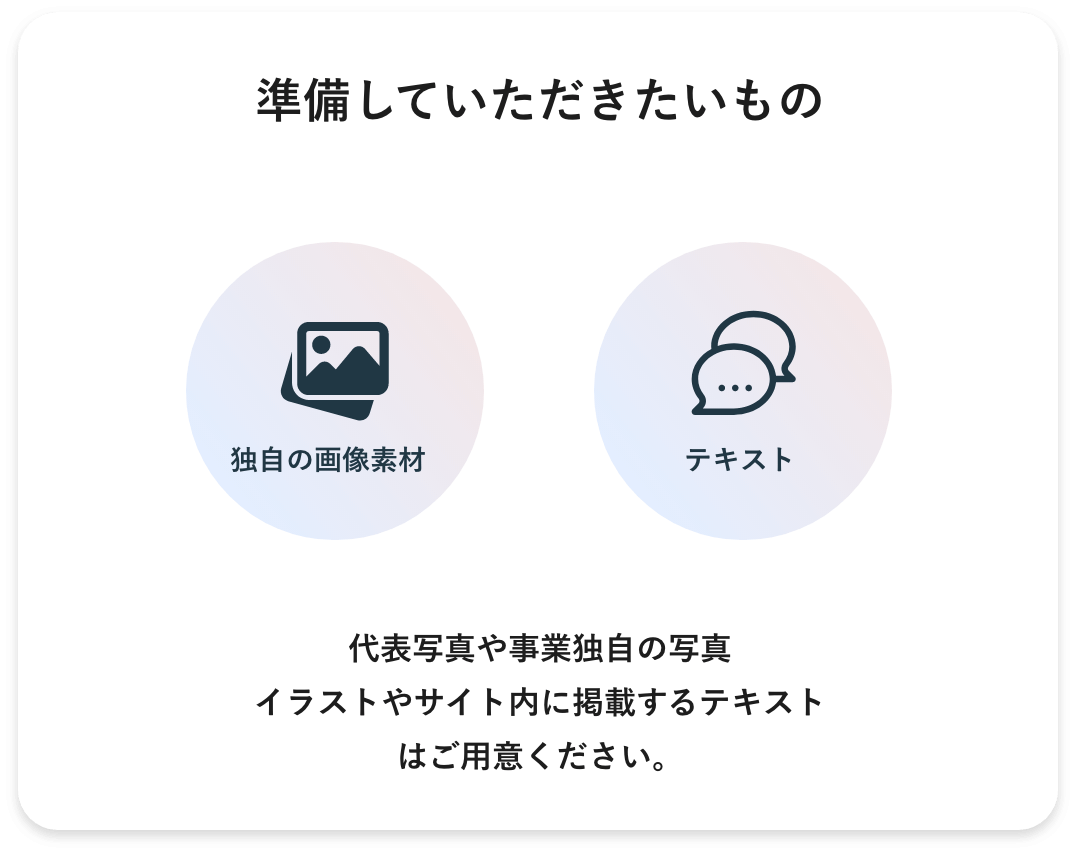 準備していただきたいもの
独自の画像素材
テキスト
代表写真や事業独自の写真
イラストやサイト内に掲載するテキスト
はご用意ください。